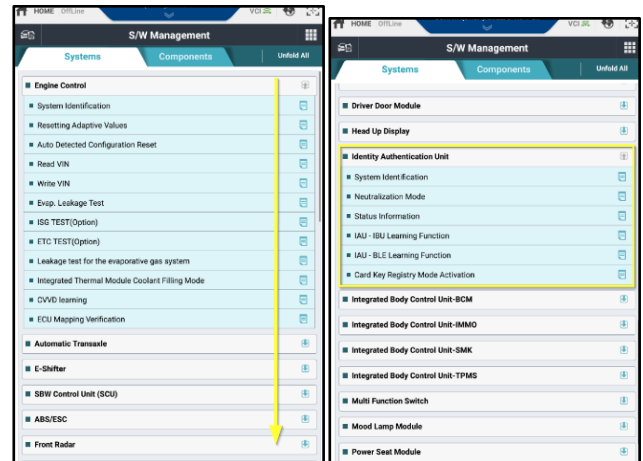 HOME OffLine VCI
S/W Management
Systems Components Unfold All
Engine Control
System Identification
Resetting Adaptive Values
Auto Detected Configuration Reset
Read VIN
Write VIN
Evap. Leakage Test
ISG TEST(Option)
ETC TEST(Option)
Leakage test for the evaporative gas system
Integrated Thermal Module Coolant Filling Mode
CVVD learning
ECU Mapping Verification
Automatic Transaxle
E-Shifter
SBW Control Unit (SCU)
ABS/ESC
Front Radar
HOME OffLine VCI
S/W Management
Systems Components Unfold All
Driver Door Module
Head Up Display
Identity Authentication Unit
System Identification
Neutralization Mode
Status Information
IAU - IBU Learning Function
IAU - BLE Learning Function
Card Key Registry Mode Activation
Integrated Body Control Unit-BCM
Integrated Body Control Unit-IMMO
Integrated Body Control Unit-SMK
Integrated Body Control Unit-TPMS
Multi Function Switch
Mood Lamp Module
Power Seat Module